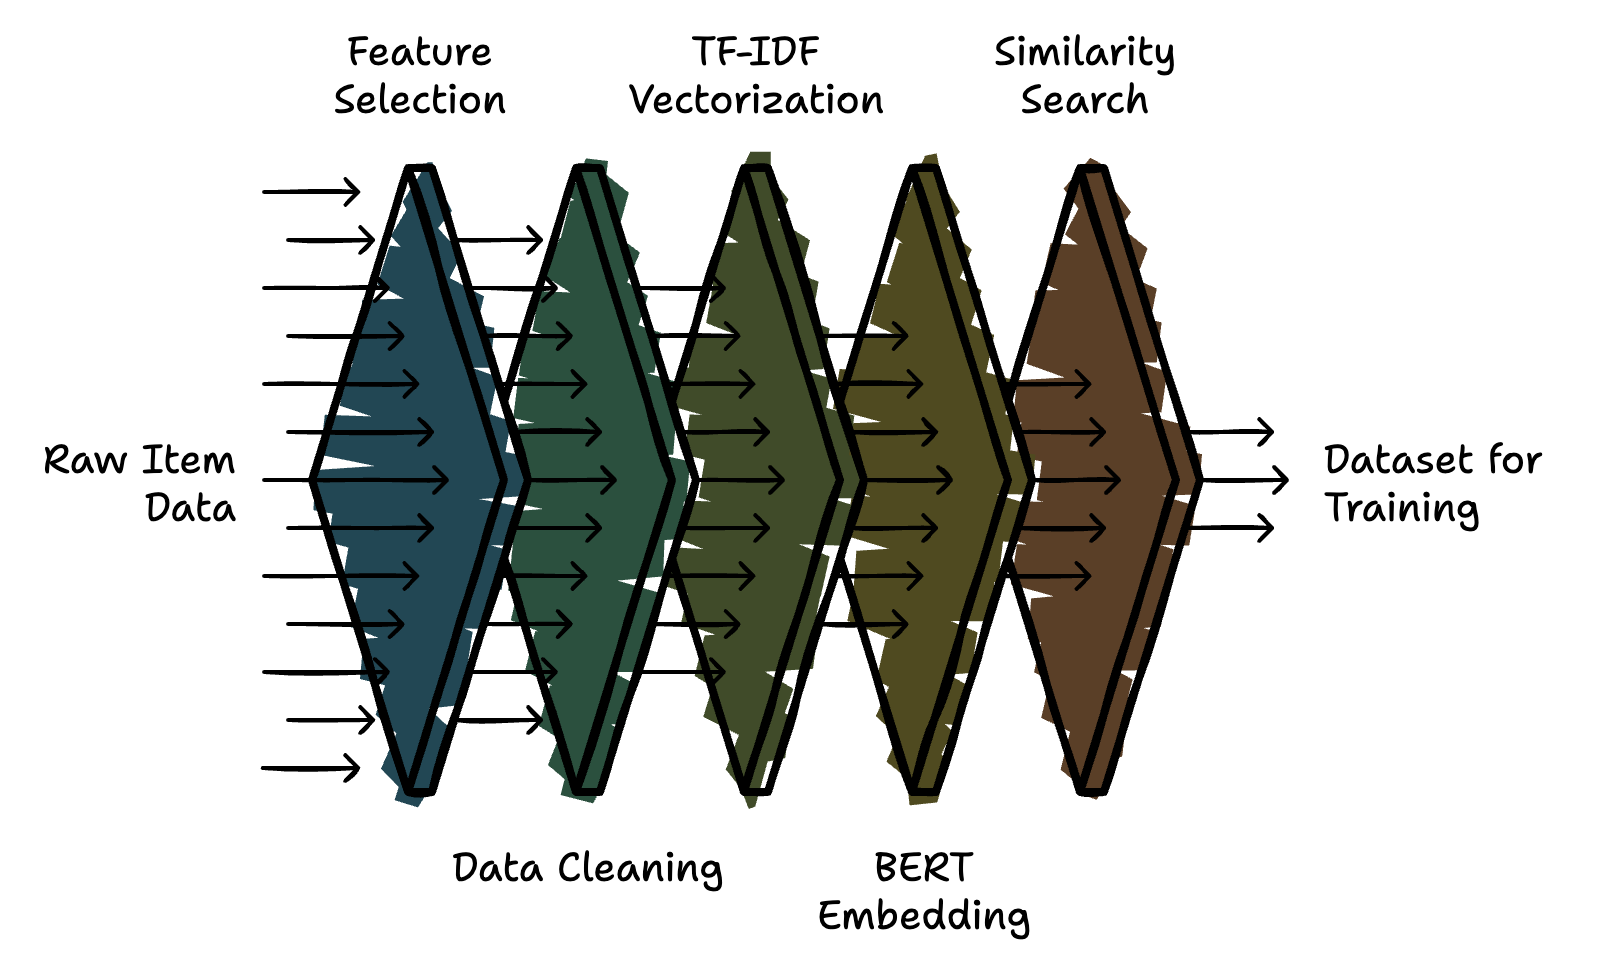 Feature
Selection
TF-IDF
Vectorization
Similarity
Search
Raw Item
Data
Dataset for
Training
Data Cleaning
BERT
Embedding